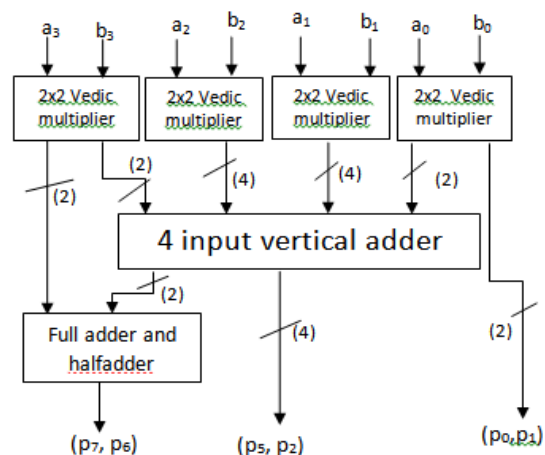 a3 b3 a2 b2 a1 b1 a0 b0
2x2 Vedic multiplier
2x2 Vedic multiplier
2x2 Vedic multiplier
2x2 Vedic multiplier
(2)
(2)
(4)
(4)
(2)
4 input vertical adder
(2)
Full adder and
halfadder
(4)
(2)
(p7, p6)
(p5, p2)
(p0,p1)